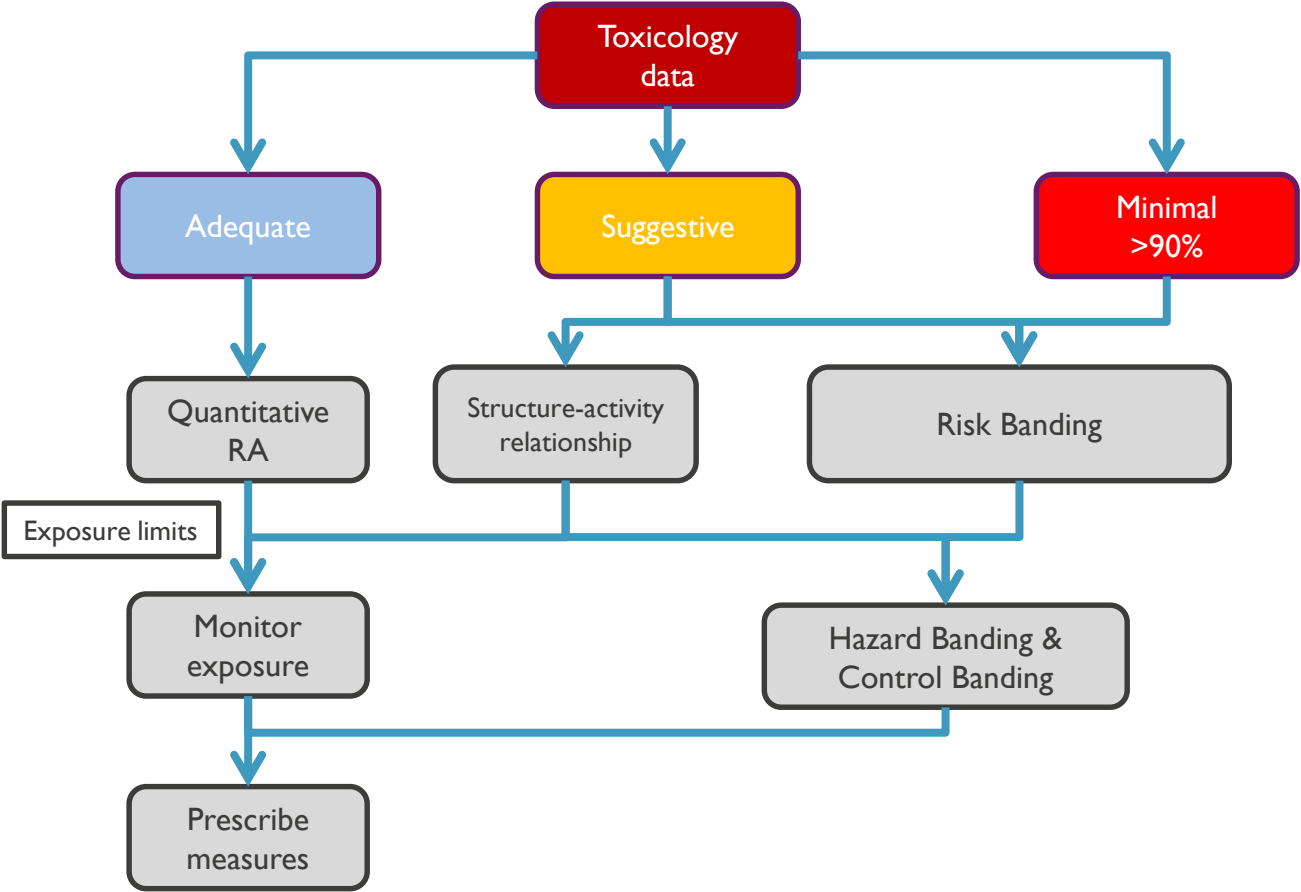 Toxicology
data
Adequate
Suggestive
Minimal
>90%
Quantitative
RA
Structure-activity
relationship
Risk Banding
Exposure limits
Monitor
exposure
Hazard Banding &
Control Banding
Prescribe
measures